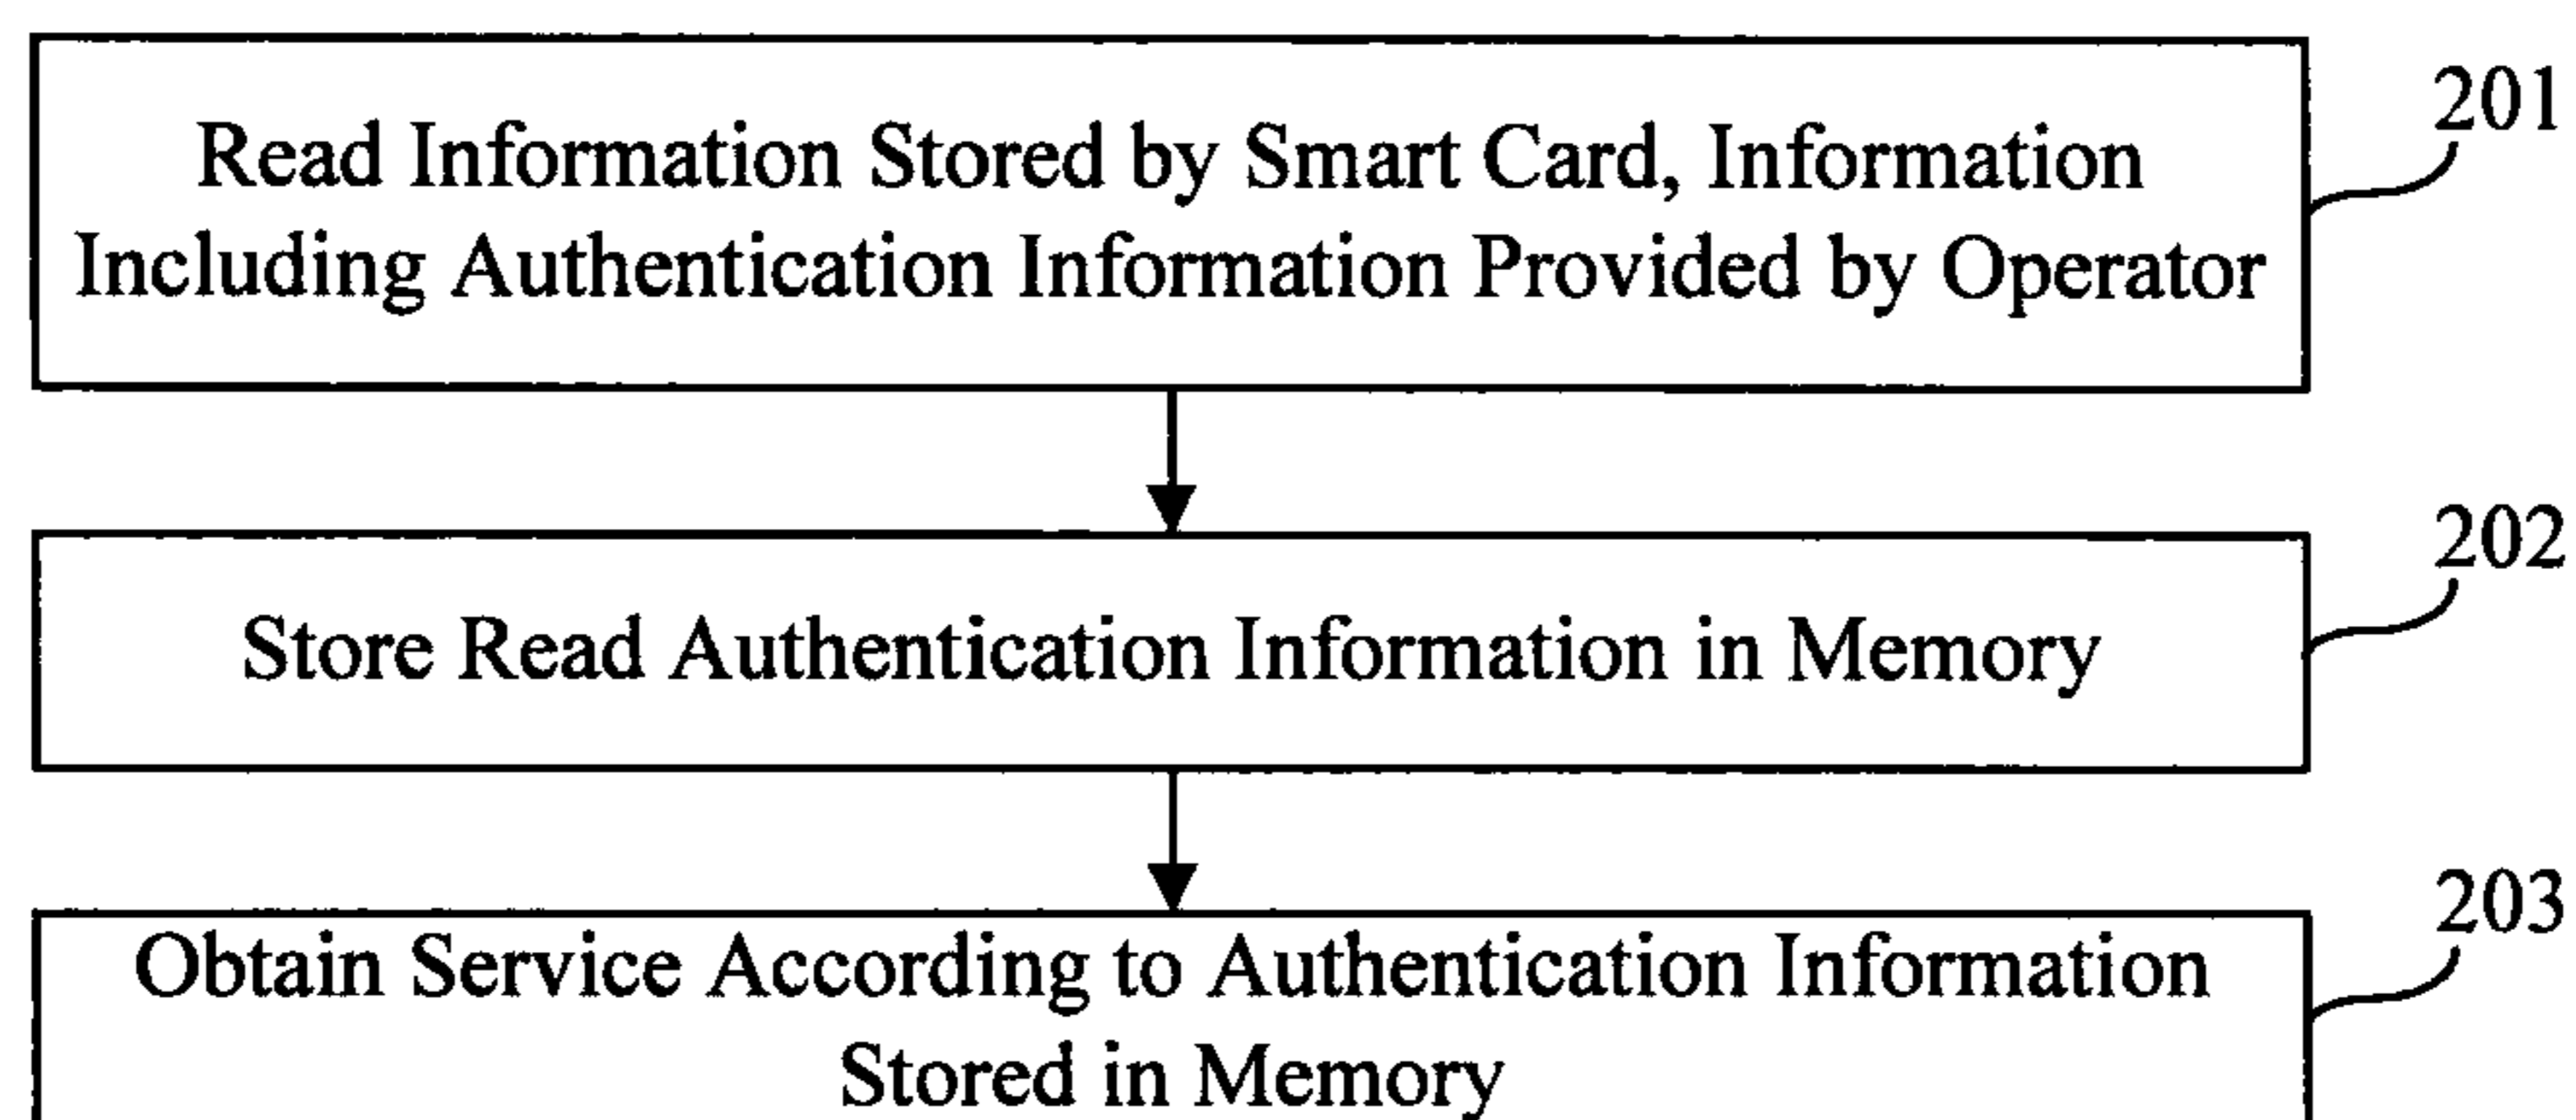 201
Read Information Stored by Smart Card, Information
Including Authentication Information Provided by Operator
202
Store Read Authentication Information in Memory
203
Obtain Service According to Authentication Information
Stored in Memory